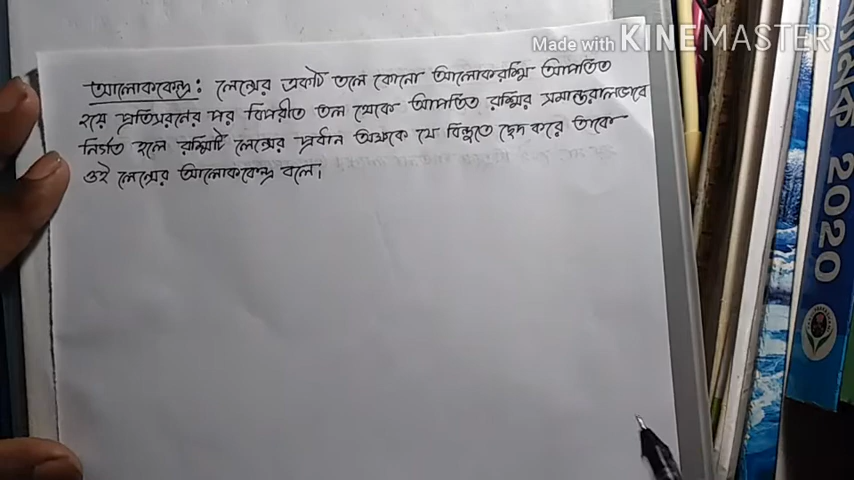 Made with KINEMASTER
আলোককেন্দ্র: লেন্সের একটি তলে কোনো আলোকরশ্মি আপতিত
হয়ে প্রতিসরনের পর বিপরীত তল থেকে আপতিত রশ্মির সমান্তরালভাবে
নির্গত হলে রশ্মিটি লেন্সের প্রধান অক্ষকে যে বিন্দুতে ছেদ করে তাকে
ওই লেন্সের আলোককেন্দ্র বলে।
2020